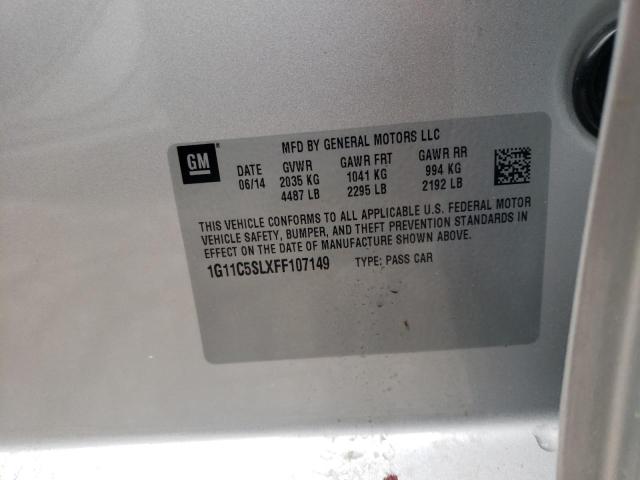 GM
MFD BY GENERAL MOTORS LLC
DATE GVWR GAWR FRT GAWR RR
06/14 2035 KG 1041 KG 994 KG
4487 LB 2295 LB 2192 LB
THIS VEHICLE CONFORMS TO ALL APPLICABLE U.S. FEDERAL MOTOR
VEHICLE SAFETY, BUMPER, AND THEFT PREVENTION STANDARDS IN
EFFECT ON THE DATE OF MANUFACTURE SHOWN ABOVE.
1G11C5SLXFF107149 TYPE: PASS CAR